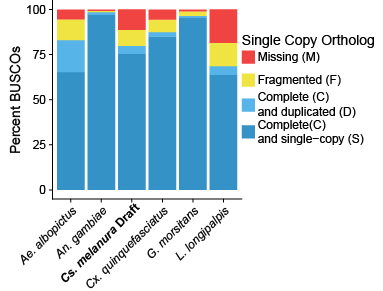 100
75
50
25
0
Percent BUSCOs
Ae. albopictus
An. gambiae
Cs. melanura Draft
Cx. quinquefasciatus
G. morsitans
L. longipalpis
Single Copy Ortholog
Missing (M)
Fragmented (F)
Complete (C)
and duplicated (D)
Complete(C)
and single-copy (S)